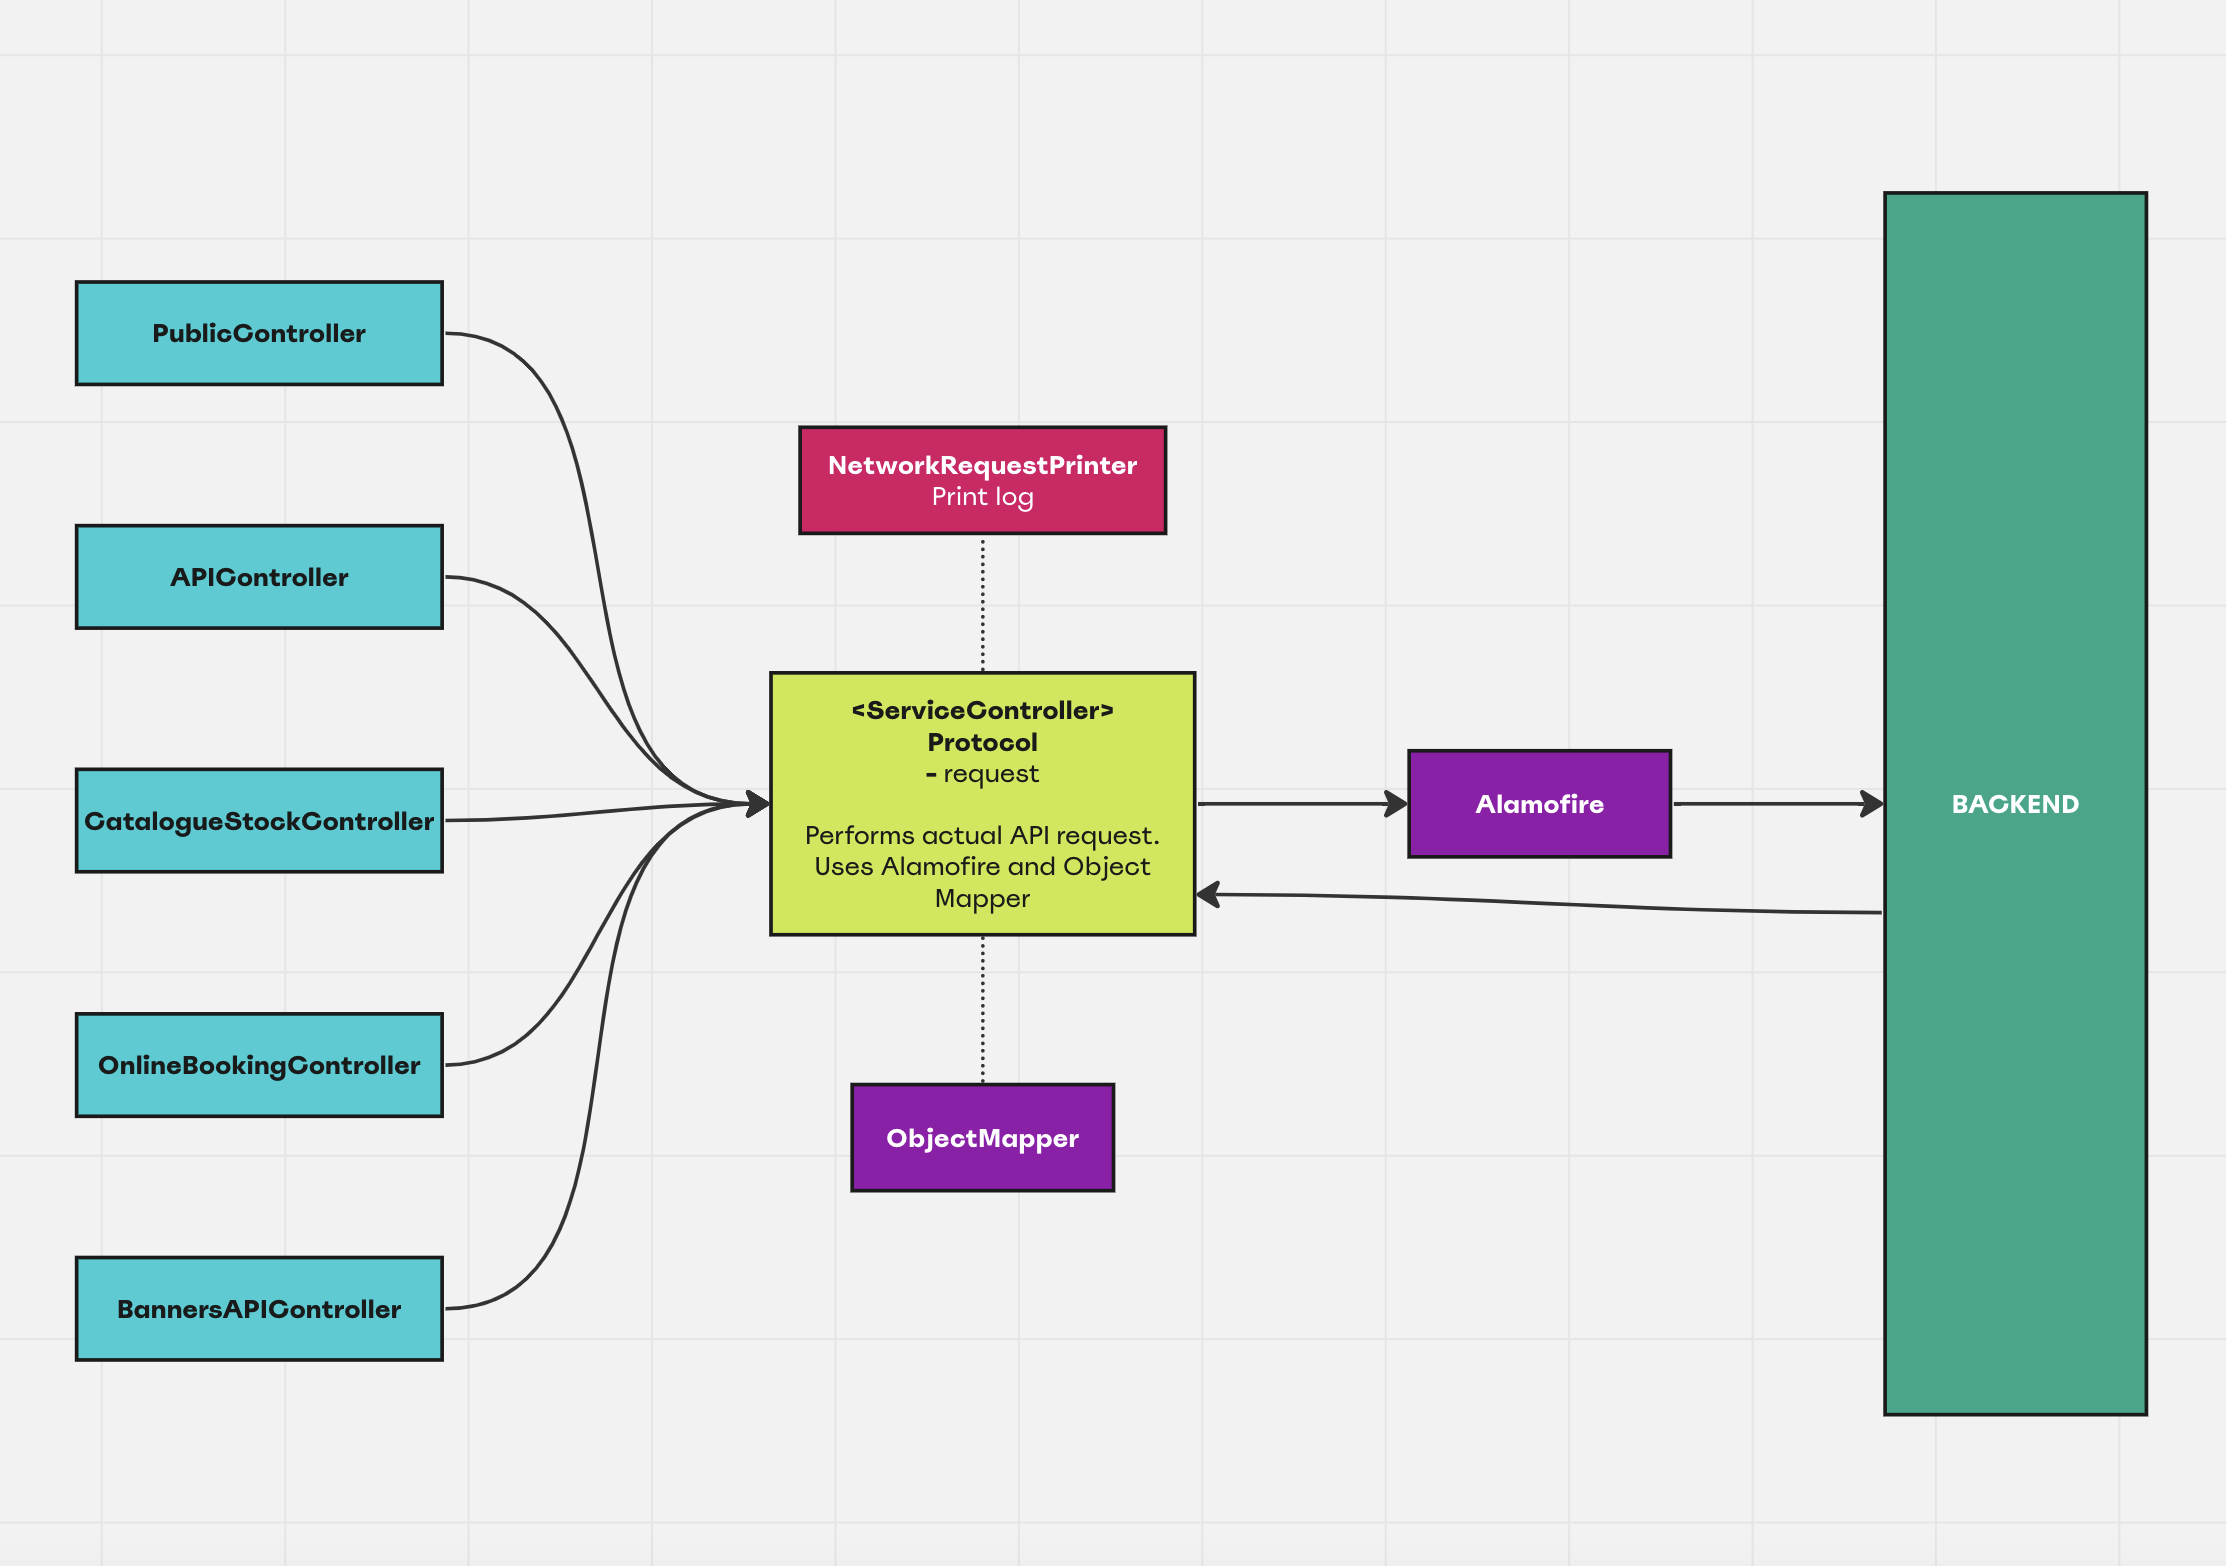 PublicController
APIController
CatalogueStockController
OnlineBookingController
BannersAPIController
NetworkRequestPrinter
Print log
<ServiceController>
Protocol
- request
Performs actual API request.
Uses Alamofire and Object
Mapper
ObjectMapper
Alamofire
BACKEND